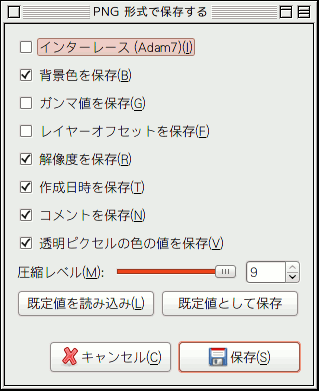 PNG 形式で保存する
インターレース (Adam7)(I)
背景色を保存(B)
ガンマ値を保存(G)
レイヤーオフセットを保存(F)
解像度を保存(R)
作成日時を保存(T)
コメントを保存(N)
透明ピクセルの色の値を保存(V)
圧縮レベル(M): 9
既定値を読み込み(L) 既定値として保存
キャンセル(C) 保存(S)